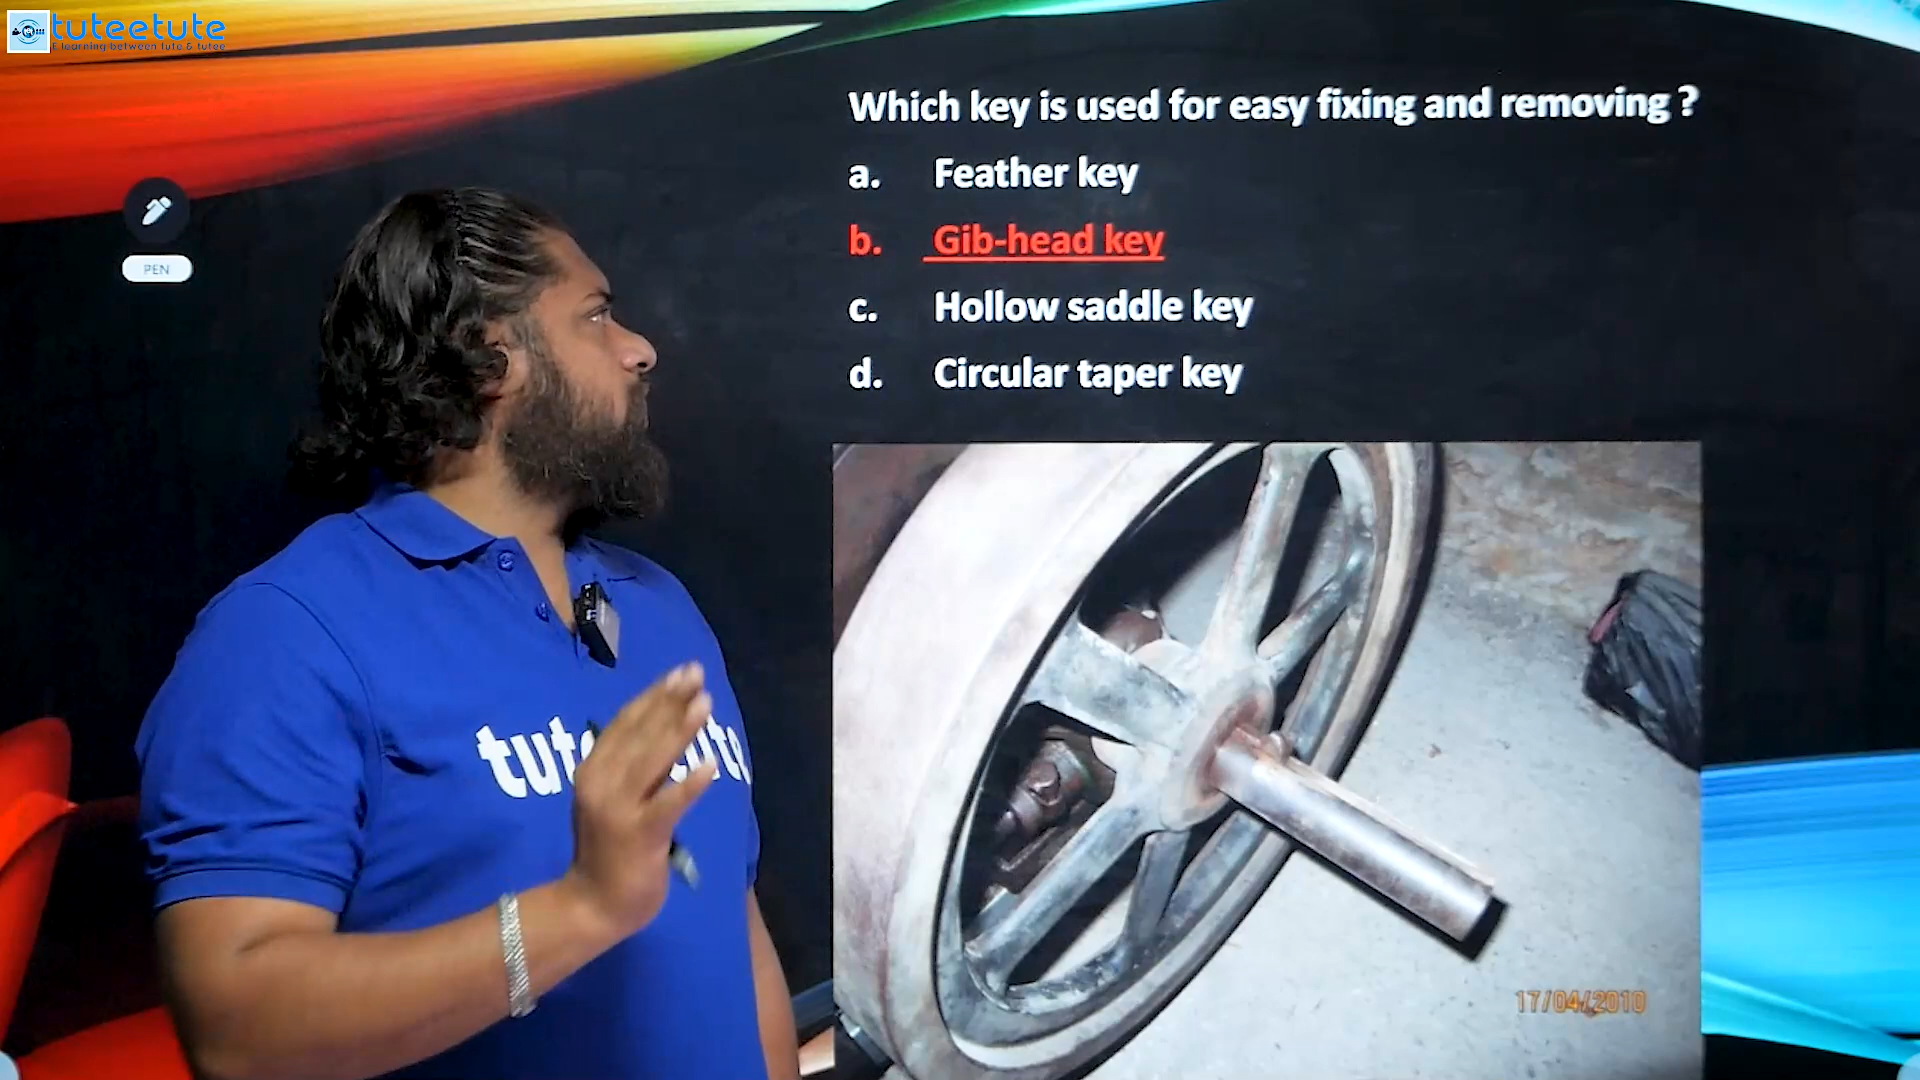 tuteetute
E learning between tute & tutee
Which key is used for easy fixing and removing ?
a. Feather key
b. Gib-head key
c. Hollow saddle key
d. Circular taper key
PEN
17/04/2010